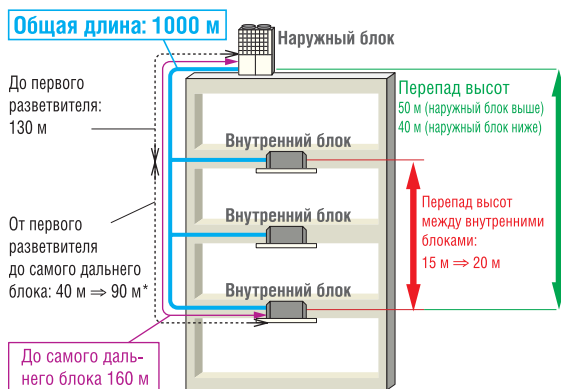 Общая длина: 1000 м
Наружный блок
До первого
разветвителя:
130 м
Перепад высот
50 м (наружный блок выше)
40 м (наружный блок ниже)
Внутренний блок
Перепад высот
между внутренними
блоками:
15 м ⇒ 20 м
Внутренний блок
От первого
разветвителя
до самого дальнего
блока: 40 м ⇒ 90 м*
Внутренний блок
До самого даль-
него блока 160 м